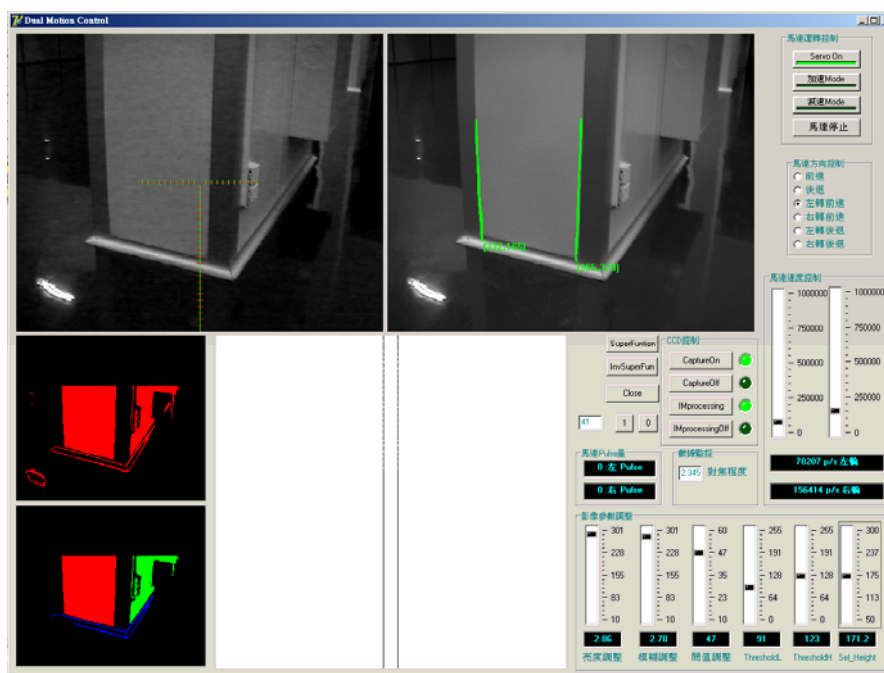 Dual Motion Control
馬達運轉控制
Servo On
加速Mode
減速Mode
馬達停止
馬達方向控制
前進
後退
左轉前進
右轉前進
左轉後退
右轉後退
馬達速度控制
1000000 1000000
750000 750000
500000 500000
250000 250000
0 0
78207 p/s 左輪
156414 p/s 右輪
SuperFuntion
InvSuperFun
Close
41 1 0
CCD控制
CaptureOn
CaptureOff
IMprocessing
IMprocessingOff
馬達Pulse量
0 左 Pulse
0 右 Pulse
數據監控
2.345 對焦程度
影像參數調整
301 301 60 255 255 300
228 228 47 191 191 237
155 155 35 128 128 175
83 83 23 64 64 113
10 10 10 0 0 50
2.86 2.78 47 91 123 171.2
亮度調整 模糊調整 閥值調整 ThresholdL ThresholdH Sel_Height